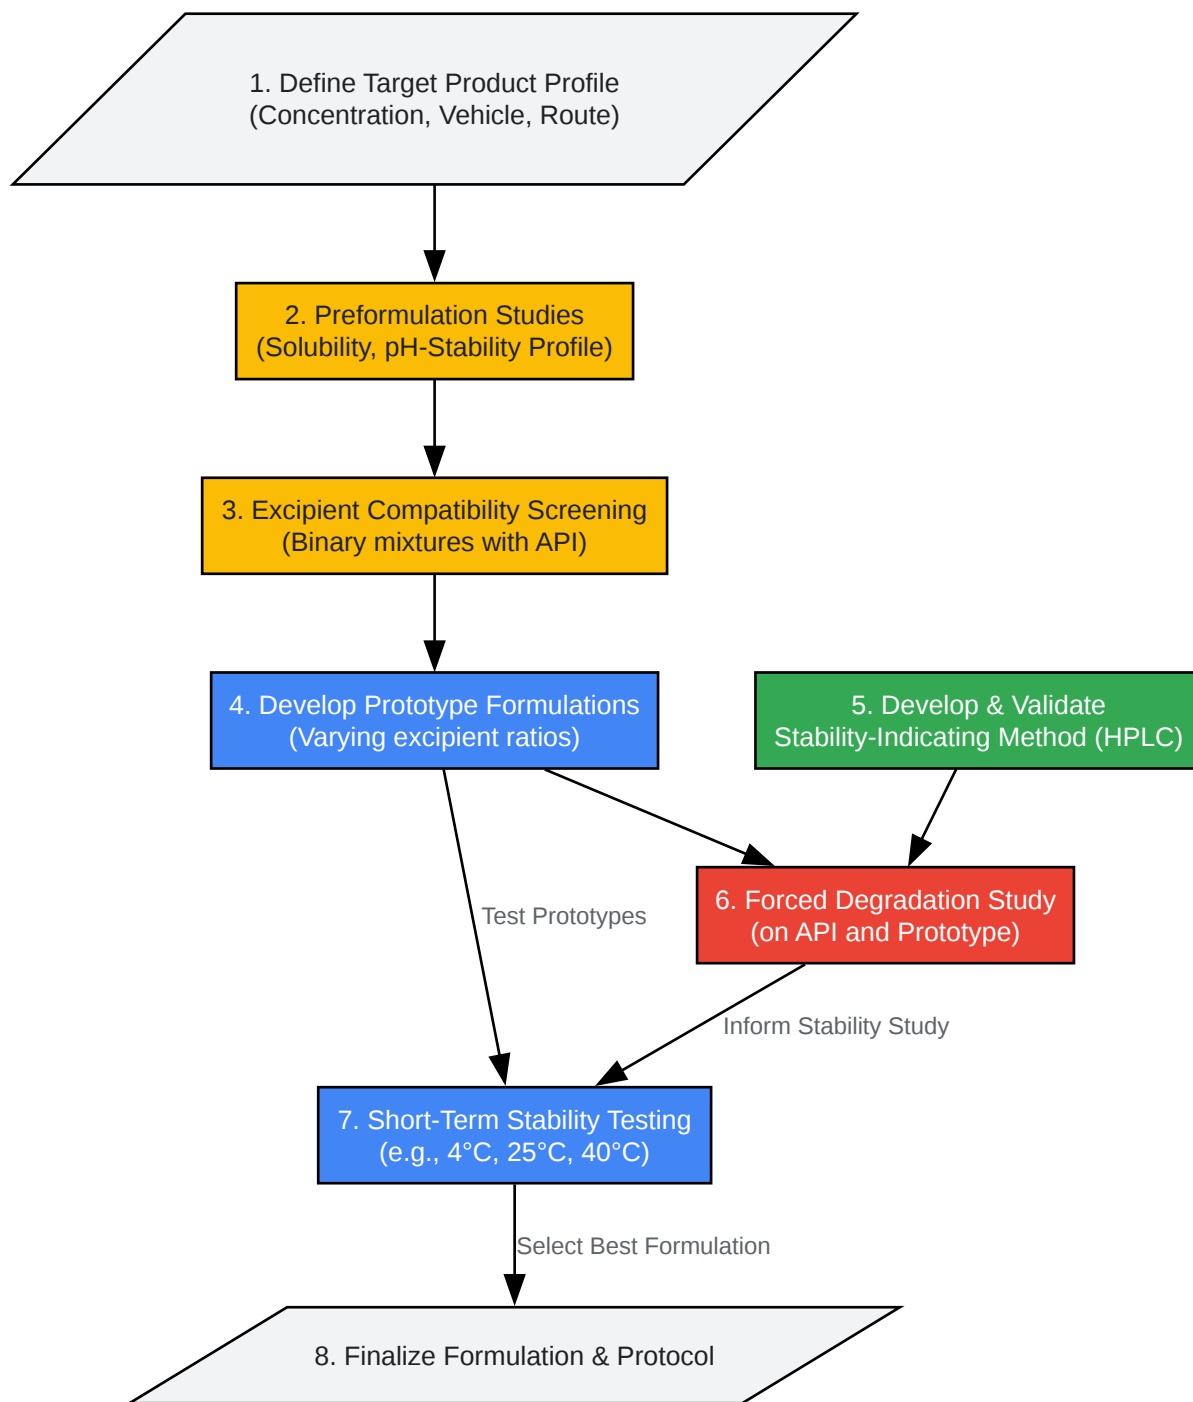 1. Define Target Product Profile
(Concentration, Vehicle, Route)
2. Preformulation Studies
(Solubility, pH-Stability Profile)
3. Excipient Compatibility Screening
(Binary mixtures with API)
4. Develop Prototype Formulations
(Varying excipient ratios)
5. Develop & Validate
Stability-Indicating Method (HPLC)
6. Forced Degradation Study
(on API and Prototype)
Test Prototypes
Inform Stability Study
7. Short-Term Stability Testing
(e.g., 4°C, 25°C, 40°C)
Select Best Formulation
8. Finalize Formulation & Protocol